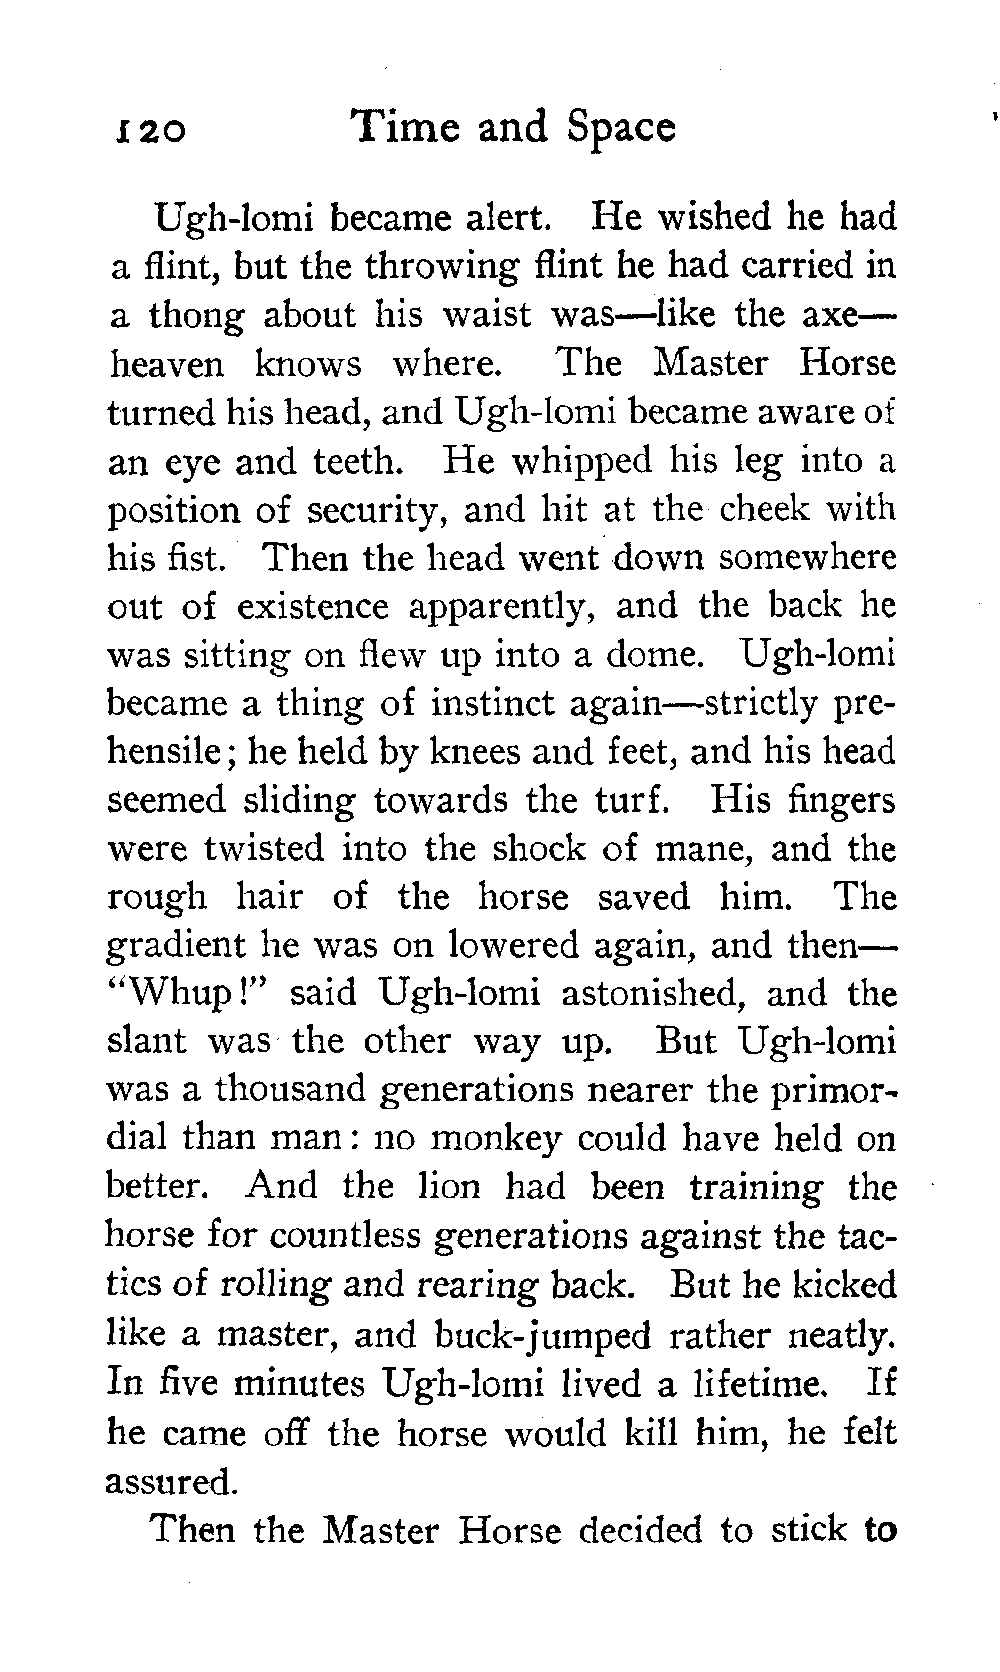 120 Time and Space
Ugh-lomi became alert. He wished he had
a flint, but the throwing flint he had carried in
a thong about his waist was—like the axe—
heaven knows where. The Master Horse
turned his head, and Ugh-lomi became aware of
an eye and teeth. He whipped his leg into a
position of security, and hit at the cheek with
his fist. Then the head went down somewhere
out of existence apparently, and the back he
was sitting on flew up into a dome. Ugh-lomi
became a thing of instinct again—strictly pre-
hensile; he held by knees and feet, and his head
seemed sliding towards the turf. His fingers
were twisted into the shock of mane, and the
rough hair of the horse saved him. The
gradient he was on lowered again, and then—
"Whup!" said Ugh-lomi astonished, and the
slant was the other way up. But Ugh-lomi
was a thousand generations nearer the primor-
dial than man: no monkey could have held on
better. And the lion had been training the
horse for countless generations against the tac-
tics of rolling and rearing back. But he kicked
like a master, and buck-jumped rather neatly.
In five minutes Ugh-lomi lived a lifetime. If
he came off the horse would kill him, he felt
assured.
Then the Master Horse decided to stick to